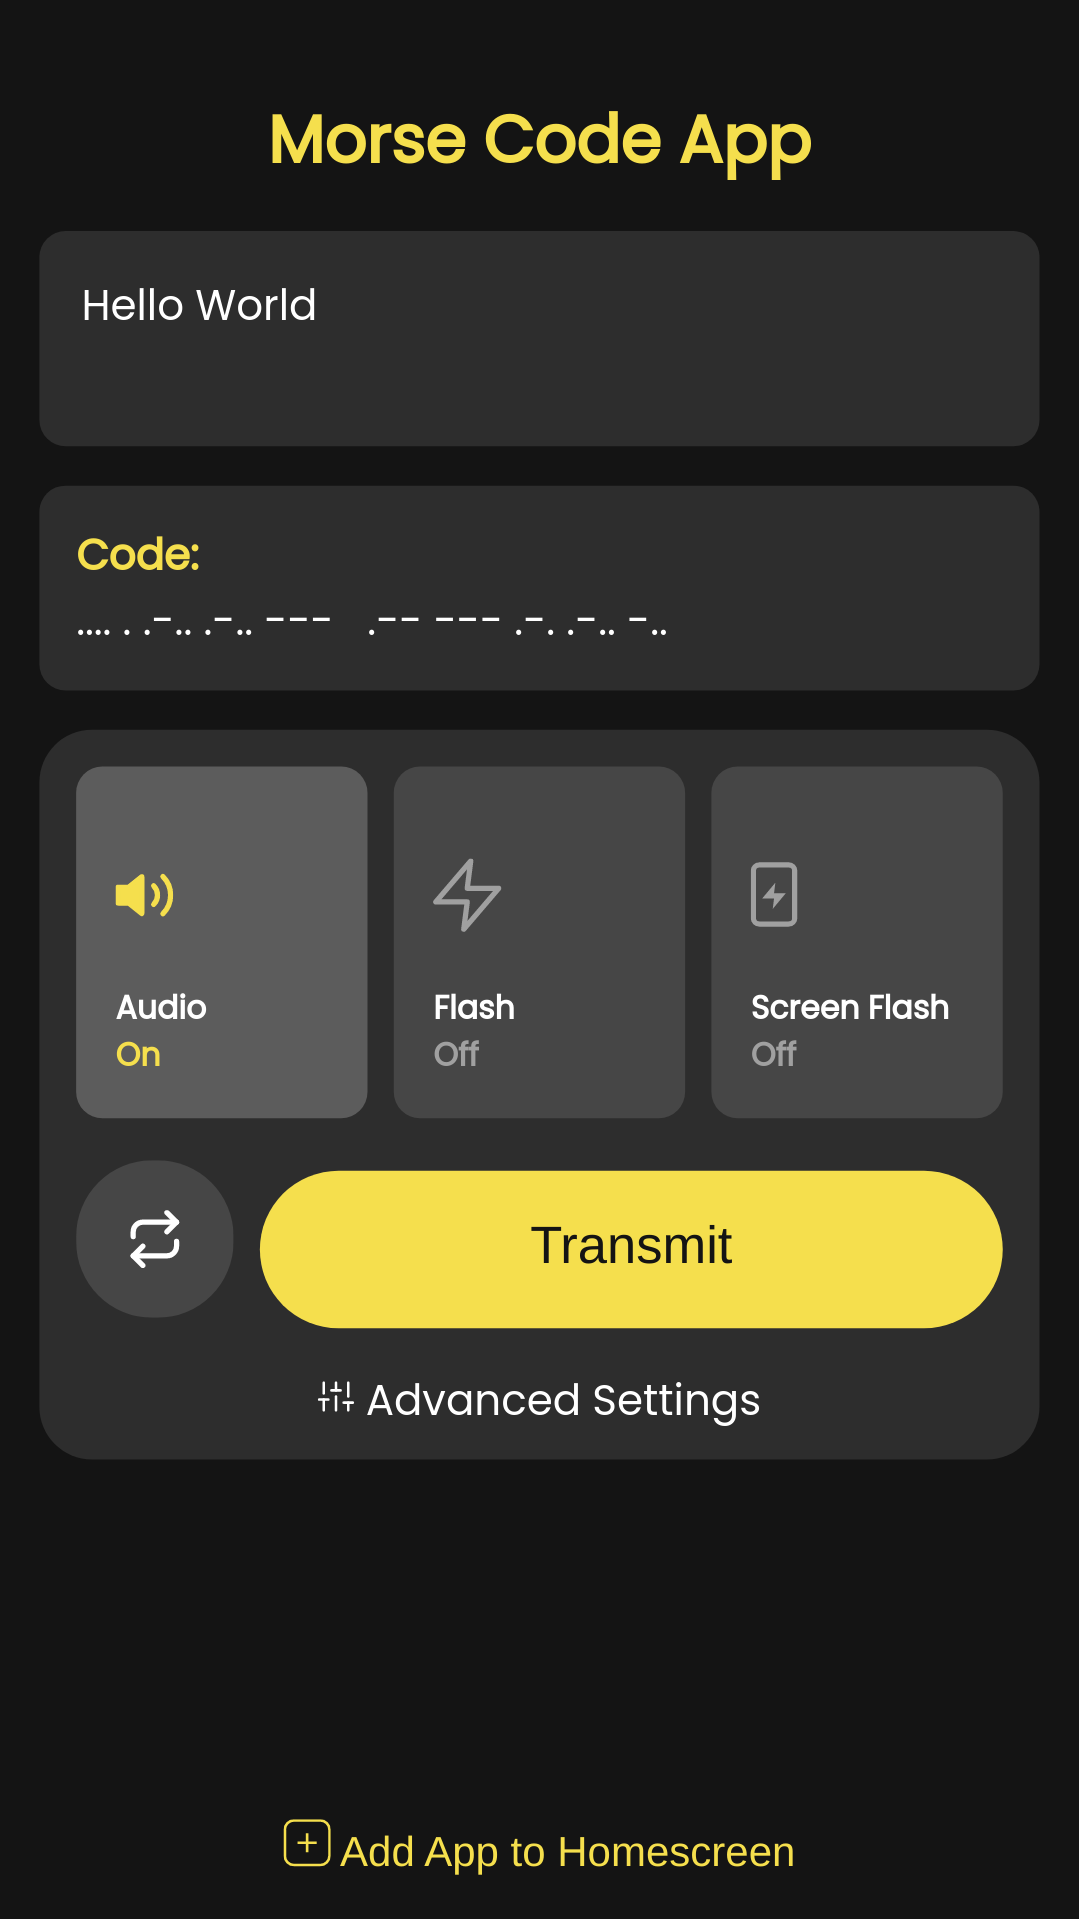 Morse Code App
Hello World
Code:
.... . .-.. .-.. ---   .-- --- .-. .-.. -..
Audio
On
Flash
Off
Screen Flash
Off
Transmit
Advanced Settings
Add App to Homescreen